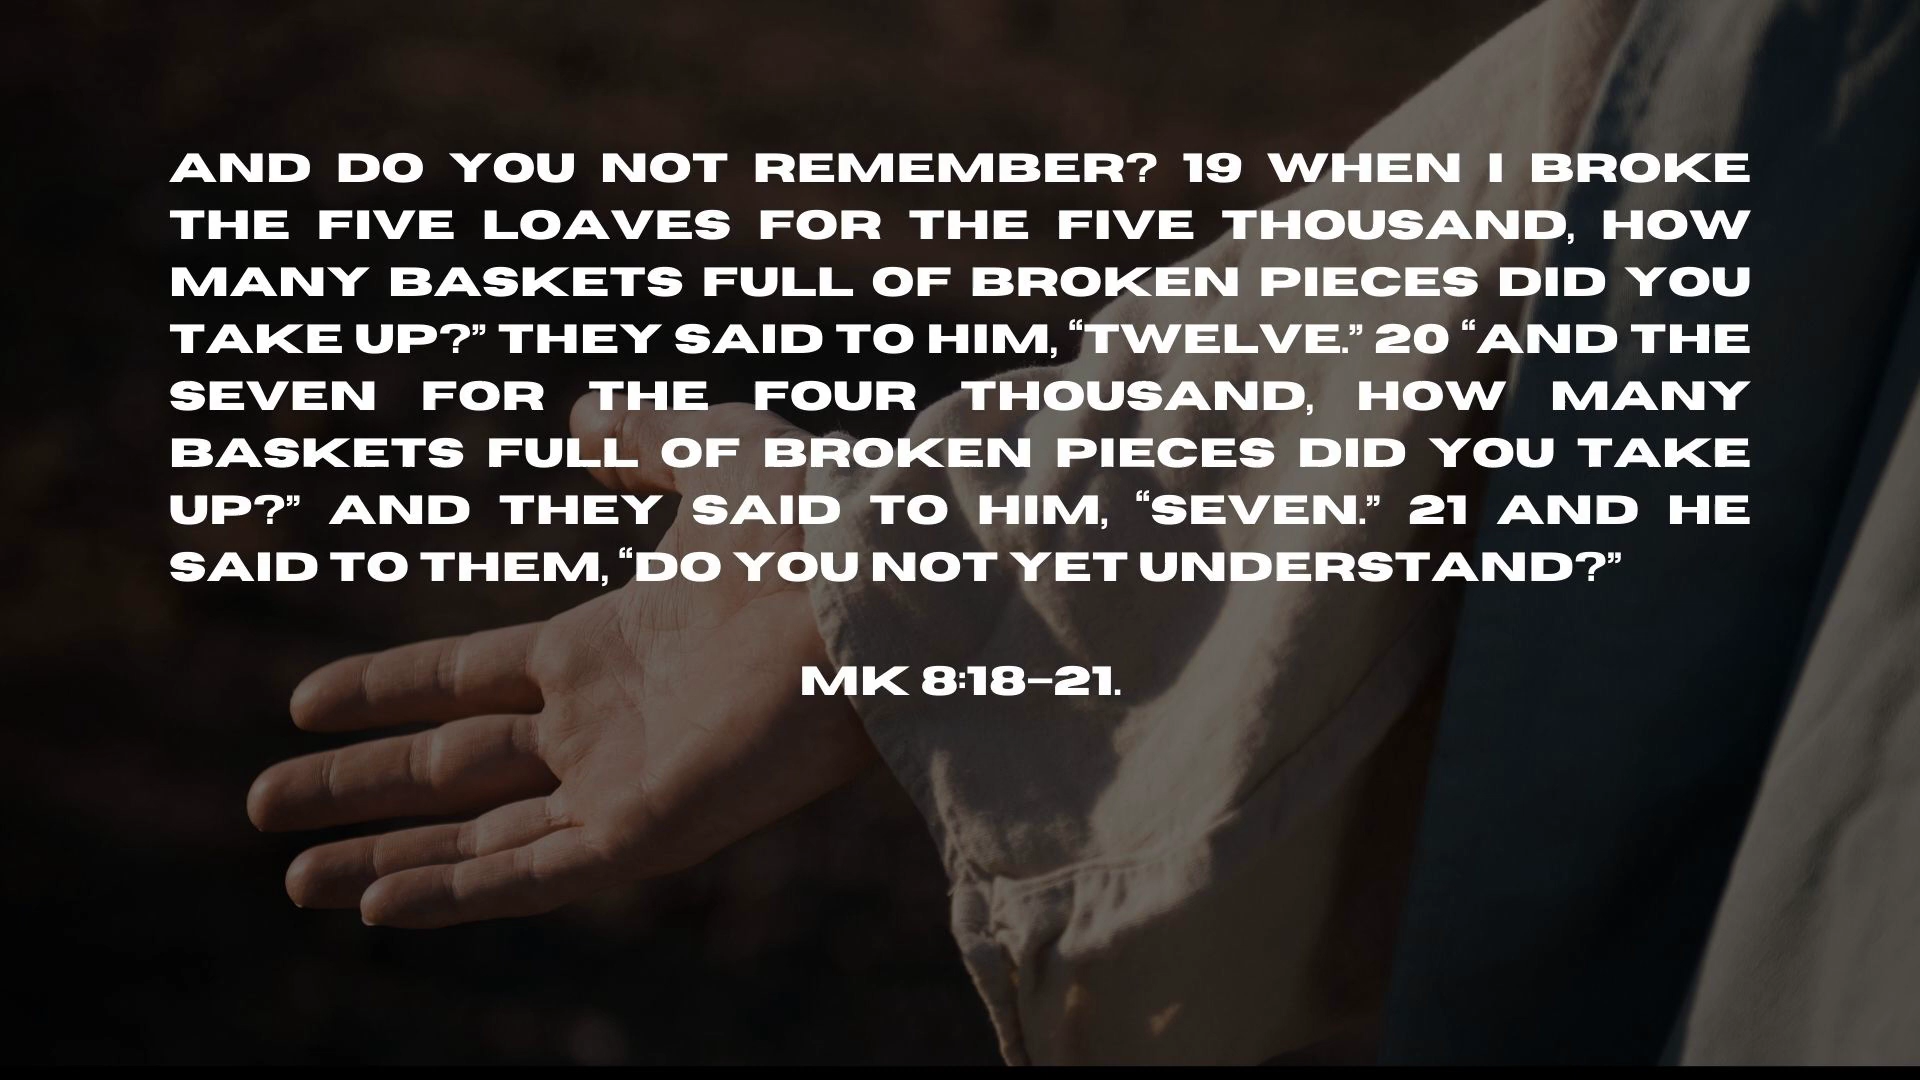 AND DO YOU NOT REMEMBER? 19 WHEN I BROKE
THE FIVE LOAVES FOR THE FIVE THOUSAND, HOW
MANY BASKETS FULL OF BROKEN PIECES DID YOU
TAKE UP?” THEY SAID TO HIM, “TWELVE.” 20 “AND THE
SEVEN FOR THE FOUR THOUSAND, HOW MANY
BASKETS FULL OF BROKEN PIECES DID YOU TAKE
UP?” AND THEY SAID TO HIM, “SEVEN.” 21 AND HE
SAID TO THEM, “DO YOU NOT YET UNDERSTAND?”
MK 8:18–21.